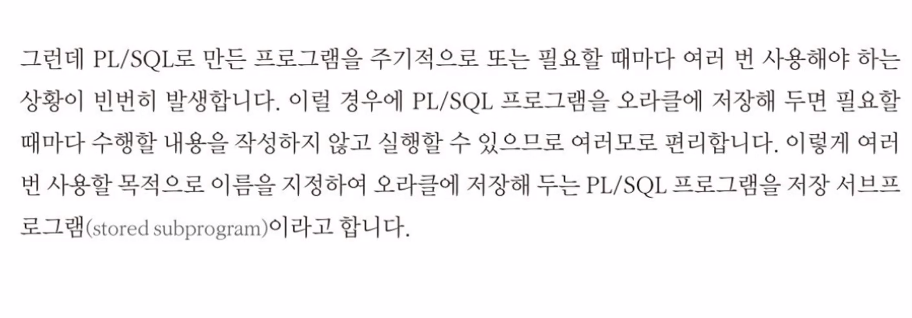 그런데 PL/SQL로 만든 프로그램을 주기적으로 또는 필요할 때마다 여러 번 사용해야 하는
상황이 빈번히 발생합니다. 이럴 경우에 PL/SQL 프로그램을 오라클에 저장해 두면 필요할
때마다 수행할 내용을 작성하지 않고 실행할 수 있으므로 여러모로 편리합니다. 이렇게 여러
번 사용할 목적으로 이름을 지정하여 오라클에 저장해 두는 PL/SQL 프로그램을 저장 서브프
로그램(stored subprogram)이라고 합니다.